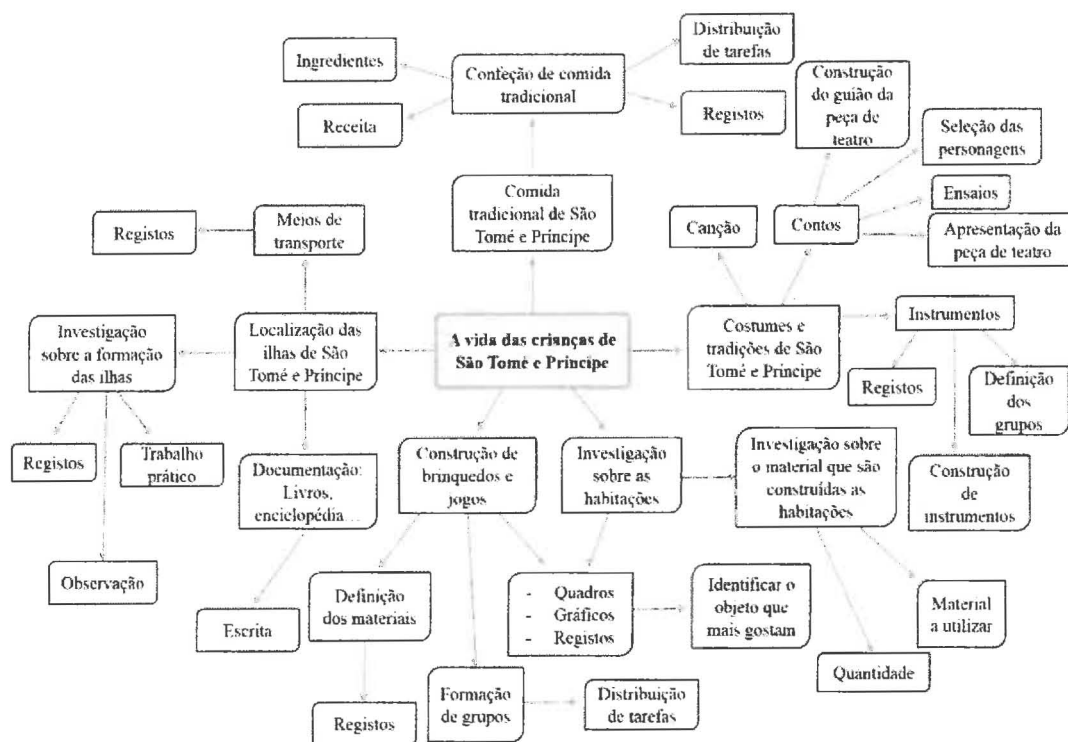 Ingredientes
Confeção de comida
tradicional
Distribuição
de tarefas
Receita
Registos
Construção
do guião da
peça de
teatro
Seleção das
personagens
Ensaios
Apresentação da
peça de teatro
Contos
Canção
Comida
tradicional de São
Tomé e Príncipe
Registos
Meios de
transporte
Investigação
sobre a formação
das ilhas
Localização das
ilhas de São
Tomé e Príncipe
A vida das crianças de
São Tomé e Príncipe
Costumes e
tradições de São
Tomé e Príncipe
Instrumentos
Registos
Definição
dos
grupos
Construção
de
instrumentos
Registos
Trabalho
prático
Observação
Documentação:
Livros,
enciclopédia…
Escrita
Construção de
brinquedos e
jogos
Investigação
sobre as
habitações
Investigação sobre
o material que são
construídas as
habitações
Definição
dos materiais
Registos
- Quadros
- Gráficos
- Registos
Identificar o
objeto que
mais gostam
Material
a utilizar
Quantidade
Formação
de grupos
Distribuição
de tarefas